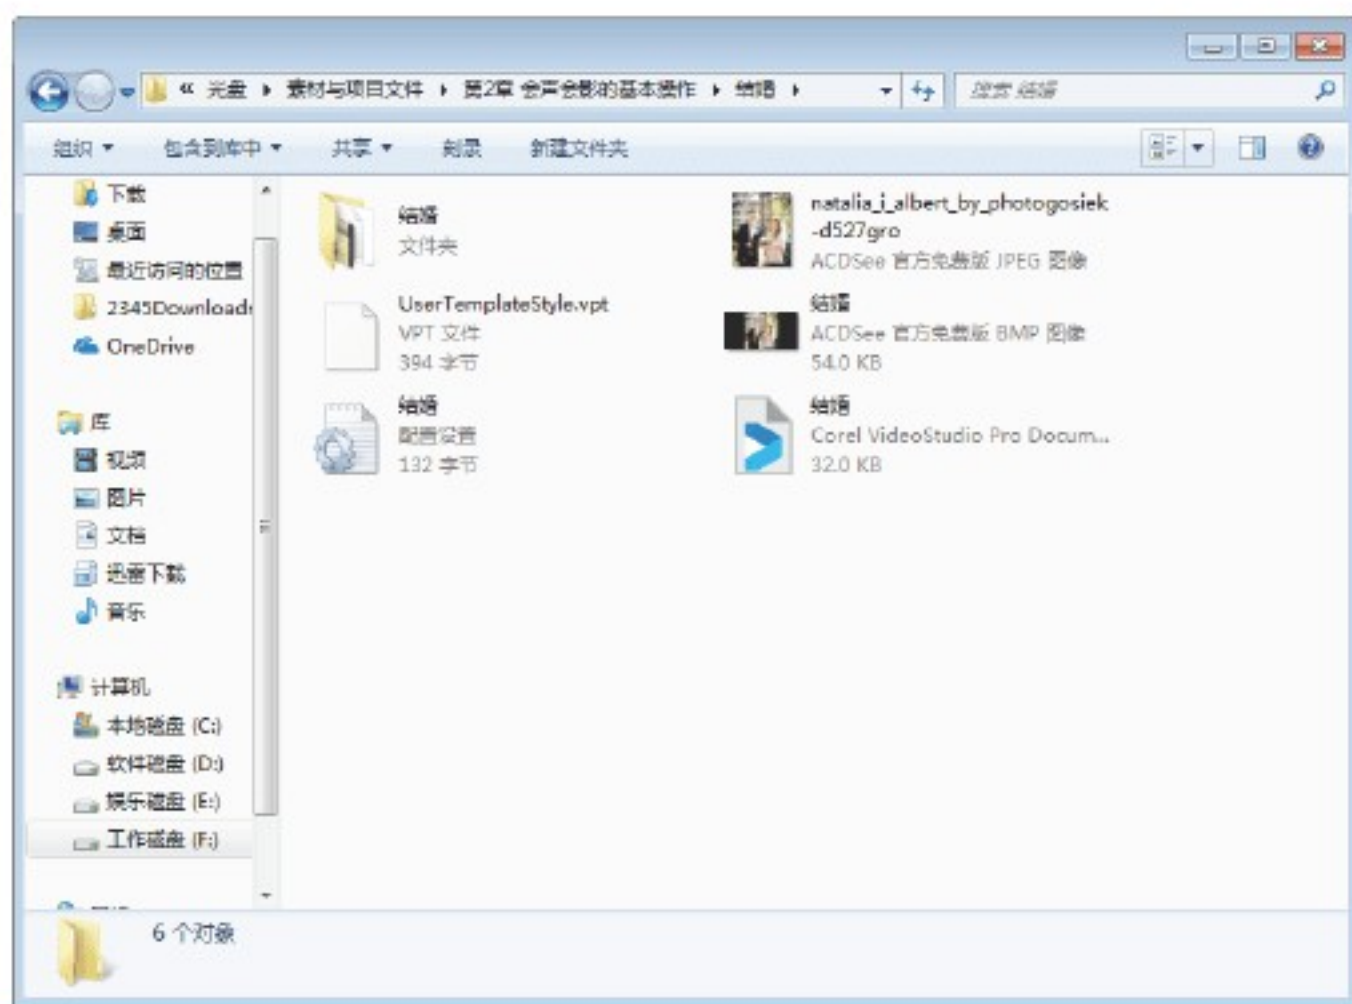 « 光盘 ▸ 素材与项目文件 ▸ 第2章 会声会影的基本操作 ▸ 结婚 ▸
搜索 结婚
组织 包含到库中 共享 刻录 新建文件夹
下载
桌面
最近访问的位置
2345Downloads
OneDrive
库
视频
图片
文档
迅雷下载
音乐
计算机
本地磁盘 (C:)
软件磁盘 (D:)
娱乐磁盘 (E:)
工作磁盘 (F:)
结婚
文件夹
natalia_i_albert_by_photogosiek
-d527gro
ACDSee 官方免费版 JPEG 图像
UserTemplateStyle.vpt
VPT 文件
394 字节
结婚
ACDSee 官方免费版 BMP 图像
54.0 KB
结婚
配置设置
132 字节
结婚
Corel VideoStudio Pro Docum...
32.0 KB
6 个对象